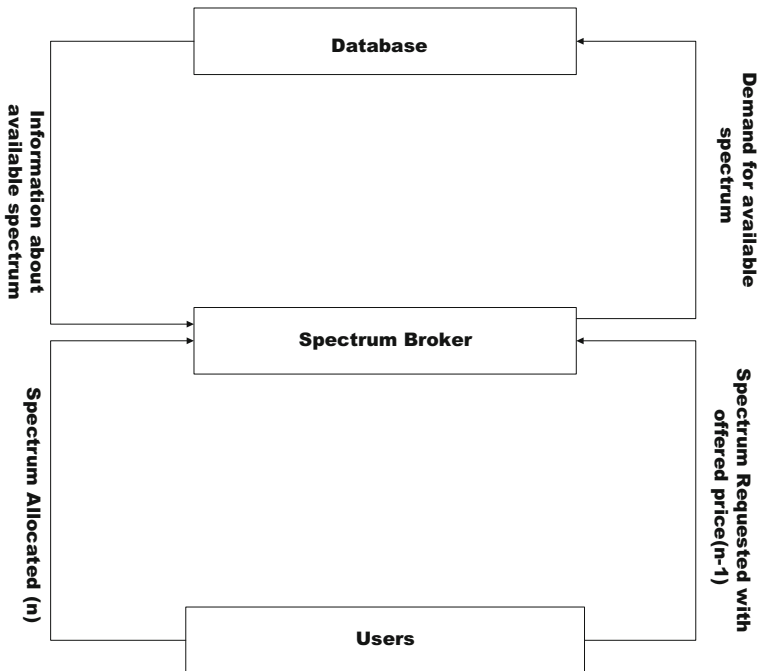 Database
Information about
available spectrum
Demand for available
spectrum
Spectrum Broker
Spectrum Allocated (n)
Spectrum Requested with
offered price(n-1)
Users